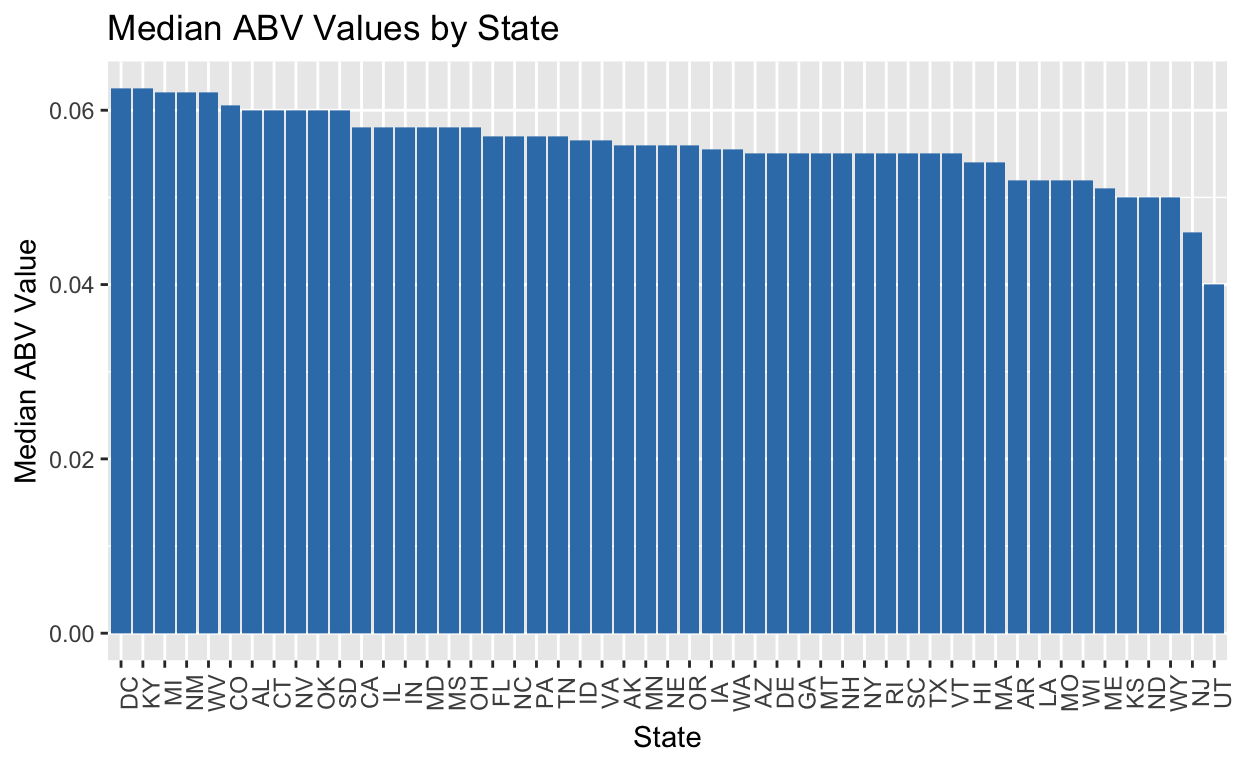 Median ABV Values by State
Median ABV Value
0.06
0.04
0.02
0.00
DC KY MI NM WV CO AL CT NV OK SD CA IL IN MD MS OH FL NC PA TN ID VA AK MN NE OR IA WA AZ DE GA MT NH NY RI SC TX VT HI MA AR LA MO WI ME KS ND WY NJ UT
State